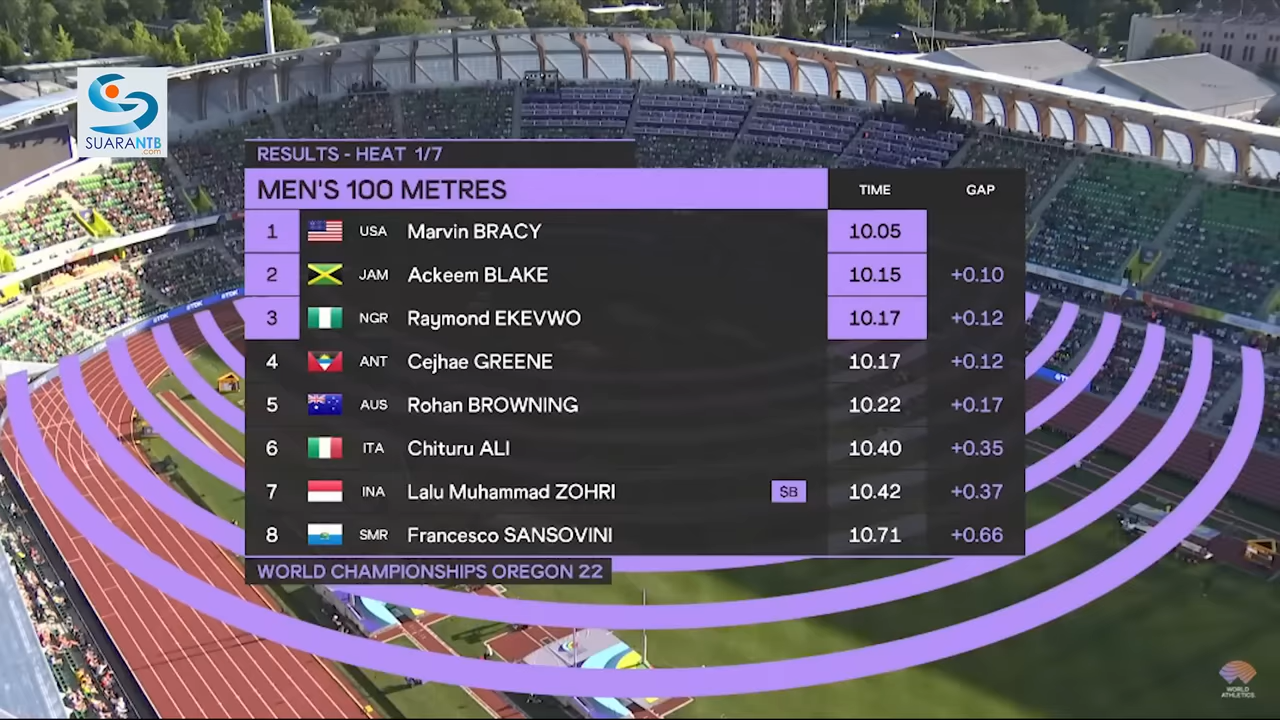 SUARANTB
.com
RESULTS - HEAT 1/7
MEN'S 100 METRES TIME GAP
1 USA Marvin BRACY 10.05
2 JAM Ackeem BLAKE 10.15 +0.10
3 NGR Raymond EKEVWO 10.17 +0.12
4 ANT Cejhae GREENE 10.17 +0.12
5 AUS Rohan BROWNING 10.22 +0.17
6 ITA Chituru ALI 10.40 +0.35
7 INA Lalu Muhammad ZOHRI SB 10.42 +0.37
8 SMR Francesco SANSOVINI 10.71 +0.66
WORLD CHAMPIONSHIPS OREGON 22
WORLD
ATHLETICS